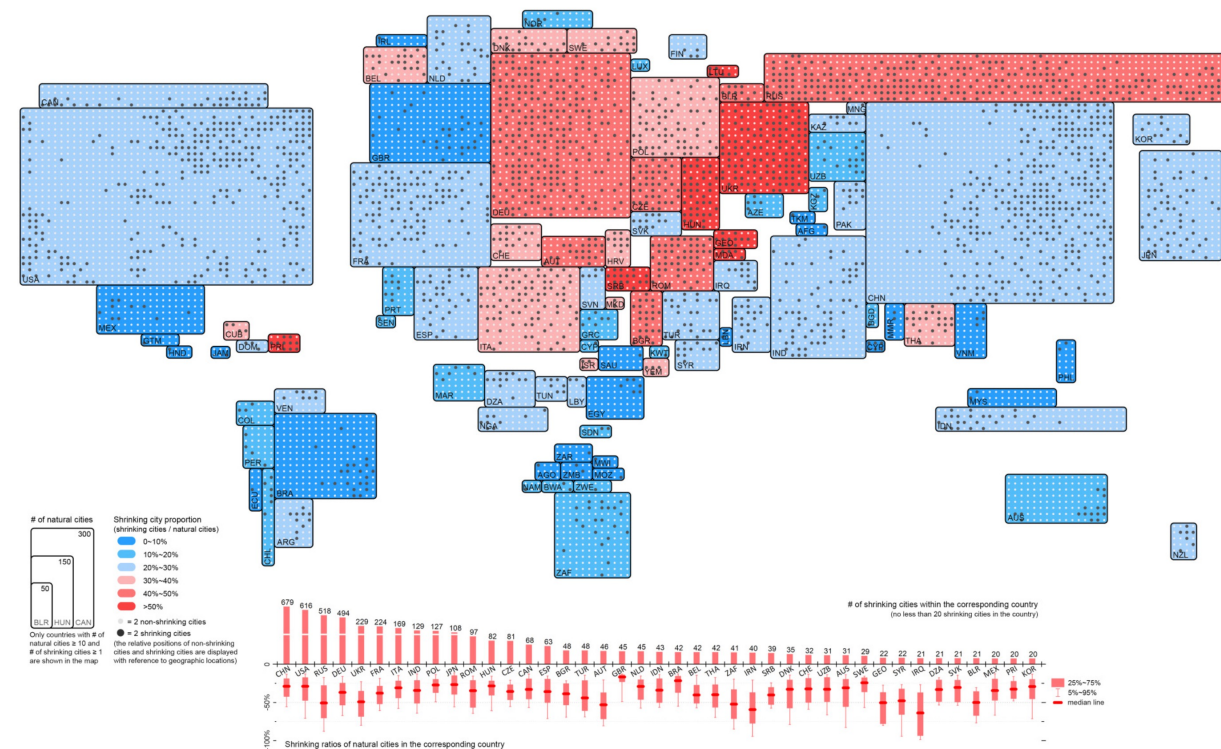 NOR
IRL
DNK
SWE
FIN
BEL
NLD
LUX
LTU
CAN
BLR
RUS
MNG
KAZ
KOR
GBR
POL
UZB
DEU
CZE
UKR
KGZ
AZE
TKM
PAK
HUN
SVK
AFG
GEO
CHE
AUT
HRV
MDA
FRA
JPN
USA
SRB
ROM
IRQ
PRT
SVN
MKD
CHN
BGD
MMR
SEN
ESP
GRC
TUR
LBN
MEX
CUB
THA
GTM
DOM
PRI
ITA
CYP
BGR
IRN
IND
CYP
VNM
HND
JAM
KWT
ISR
SAU
YEM
SYR
PHL
MAR
DZA
TUN
LBY
MYS
VEN
EGY
COL
NGA
IDN
SDN
PER
ZAR
MWI
AGO
ZMB
MOZ
ECU
BRA
NAM
BWA
ZWE
AUS
ARG
CHL
ZAF
NZL
# of natural cities
300
150
50
BLR HUN CAN
Only countries with # of
natural cities ≥ 10 and
# of shrinking cities ≥ 1
are shown in the map
Shrinking city proportion
(shrinking cities / natural cities)
0~10%
10%~20%
20%~30%
30%~40%
40%~50%
>50%
= 2 non-shrinking cities
= 2 shrinking cities
(the relative positions of non-shrinking
cities and shrinking cities are displayed
with reference to geographic locations)
# of shrinking cities within the corresponding country
(no less than 20 shrinking cities in the country)
679 616 518 494 229 224 169 129 127 108 97 82 81 68 63 48 48 46 45 45 43 42 42 42 41 40 39 35 32 31 31 29 22 22 21 21 21 21 20 20 20
0
CHN USA RUS DEU UKR FRA ITA IND POL JPN ROM HUN CZE CAN ESP BGR TUR AUT GBR NLD IDN BRA BEL THA ZAF IRN SRB DNK CHE UZB AUS SWE GEO SYR IRQ DZA SVK BLR MEX PRI KOR
-50%
-100%
25%~75%
5%~95%
median line
Shrinking ratios of natural cities in the corresponding country